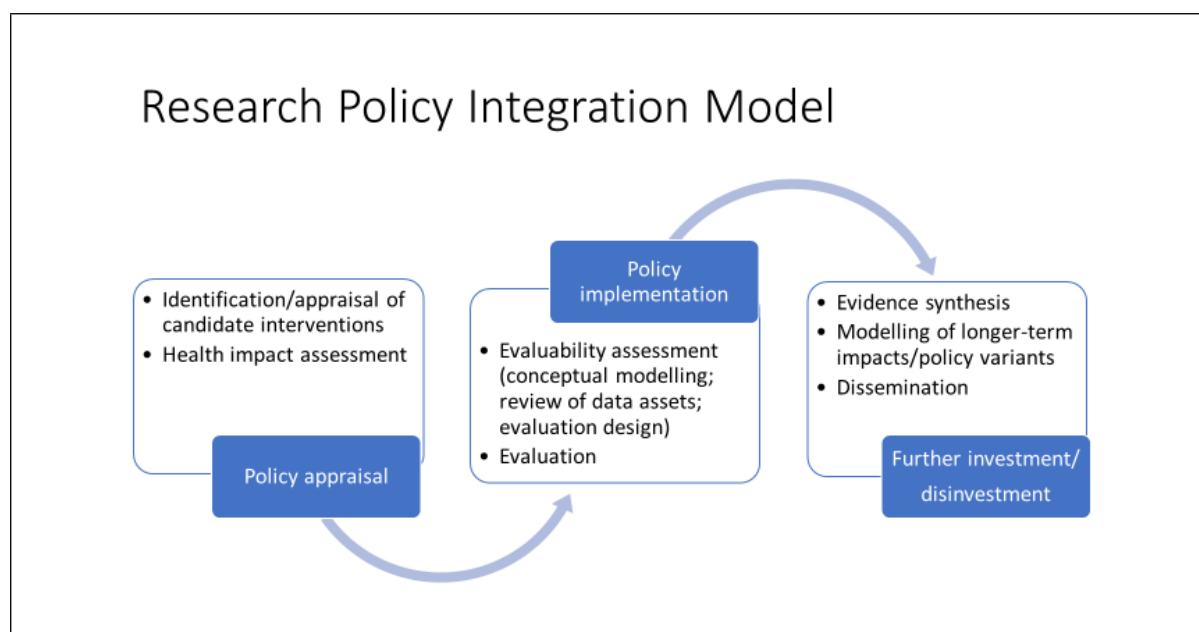 Research Policy Integration Model
• Identification/appraisal of
candidate interventions
• Health impact assessment
Policy appraisal
Policy
implementation
• Evaluability assessment
(conceptual modelling;
review of data assets;
evaluation design)
• Evaluation
• Evidence synthesis
• Modelling of longer-term
impacts/policy variants
• Dissemination
Further investment/
disinvestment